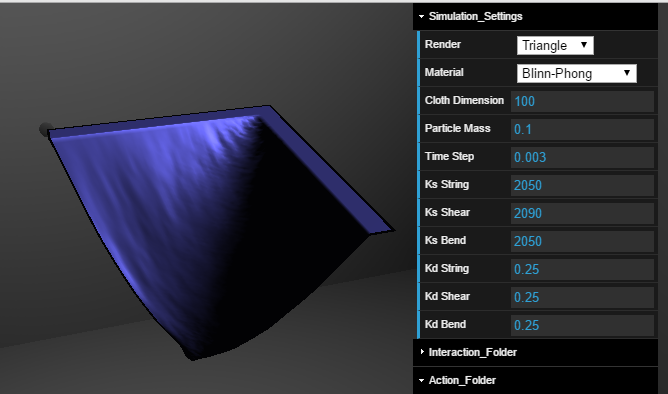 Simulation_Settings
Render Triangle
Material Blinn-Phong
Cloth Dimension 100
Particle Mass 0.1
Time Step 0.003
Ks String 2050
Ks Shear 2090
Ks Bend 2050
Kd String 0.25
Kd Shear 0.25
Kd Bend 0.25
Interaction_Folder
Action_Folder